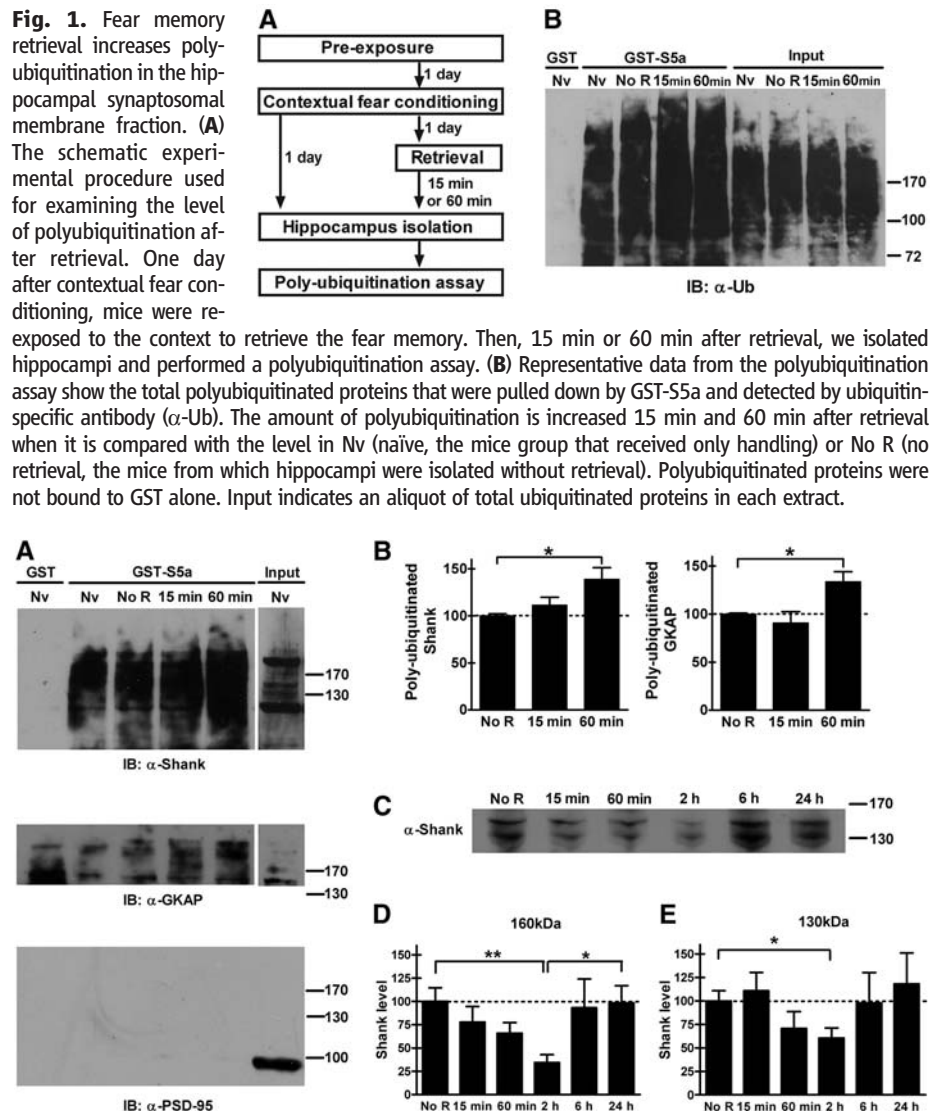 Fig. 1. Fear memory
retrieval increases poly-
ubiquitination in the hip-
pocampal synaptosomal
membrane fraction. (A)
The schematic experi-
mental procedure used
for examining the level
of polyubiquitination af-
ter retrieval. One day
after contextual fear con-
ditioning, mice were re-
exposed to the context to retrieve the fear memory. Then, 15 min or 60 min after retrieval, we isolated
hippocampi and performed a polyubiquitination assay. (B) Representative data from the polyubiquitination
assay show the total polyubiquitinated proteins that were pulled down by GST-S5a and detected by ubiquitin-
specific antibody (α-Ub). The amount of polyubiquitination is increased 15 min and 60 min after retrieval
when it is compared with the level in Nv (naïve, the mice group that received only handling) or No R (no
retrieval, the mice from which hippocampi were isolated without retrieval). Polyubiquitinated proteins were
not bound to GST alone. Input indicates an aliquot of total ubiquitinated proteins in each extract.
A
Pre-exposure
1 day
Contextual fear conditioning
1 day
1 day
Retrieval
15 min
or 60 min
Hippocampus isolation
Poly-ubiquitination assay
B
GST GST-S5a Input
Nv Nv No R 15min 60min Nv No R 15min 60min
170
100
72
IB: α-Ub
A
GST GST-S5a Input
Nv Nv No R 15 min 60 min Nv
170
130
IB: α-Shank
170
130
IB: α-GKAP
170
130
100
IB: α-PSD-95
B
*
Poly-ubiquitinated
Shank
150
100
50
0
No R 15 min 60 min
*
Poly-ubiquitinated
GKAP
150
100
50
0
No R 15 min 60 min
C
No R 15 min 60 min 2 h 6 h 24 h
α-Shank
170
130
D
160kDa
** *
Shank level
150
125
100
75
50
25
0
No R 15 min 60 min 2 h 6 h 24 h
E
130kDa
*
Shank level
150
125
100
75
50
25
0
No R 15 min 60 min 2 h 6 h 24 h